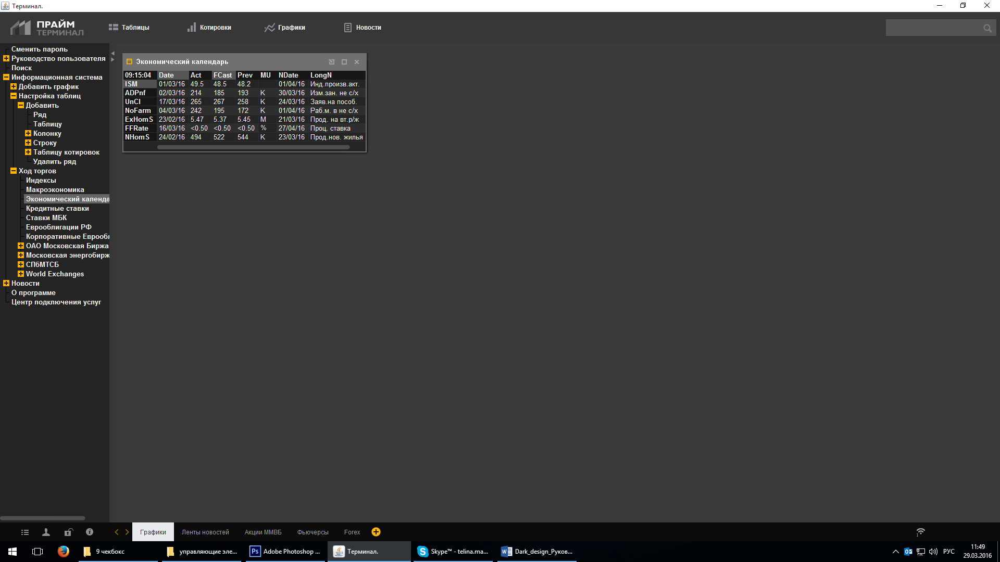 Терминал.
ПРАЙМ
ТЕРМИНАЛ
Таблицы
Котировки
Графики
Новости
Сменить пароль
Руководство пользователя
Поиск
Информационная система
Добавить график
Настройка таблиц
Добавить
Ряд
Таблицу
Колонку
Строку
Таблицу котировок
Удалить ряд
Ход торгов
Индексы
Макроэкономика
Экономический календа
Кредитные ставки
Ставки МБК
Еврооблигации РФ
Корпоративные Евробл
ОАО Московская Биржа
Московская энергобирж
СПбМТСБ
World Exchanges
Новости
О программе
Центр подключения услуг
Экономический календарь
09:15:04 Date Act FCast Prev MU NDate LongN
ISM 01/03/16 49.5 48.5 48.2 01/04/16 Инд.произв.акт.
ADPnf 02/03/16 214 185 193 K 30/03/16 Изм.зан. не с/х
UnCl 17/03/16 265 267 258 K 24/03/16 Заяв.на пособ.
NoFarm 04/03/16 242 195 172 K 01/04/16 Раб.м. в не с/х
ExHomS 23/02/16 5.47 5.37 5.45 M 21/03/16 Прод. на вт.р/ж
FFRate 16/03/16 <0.50 <0.50 <0.50 % 27/04/16 Проц. ставка
NHomS 24/02/16 494 522 544 K 23/03/16 Прод.нов. жилья
Графики
Ленты новостей
Акции ММВБ
Фьючерсы
Forex
1
9 чекбокс
управляющие эле...
Adobe Photoshop ...
Терминал.
Skype™ - telina.ma...
Dark_design_Руков...
РУС
11:49
29.03.2016